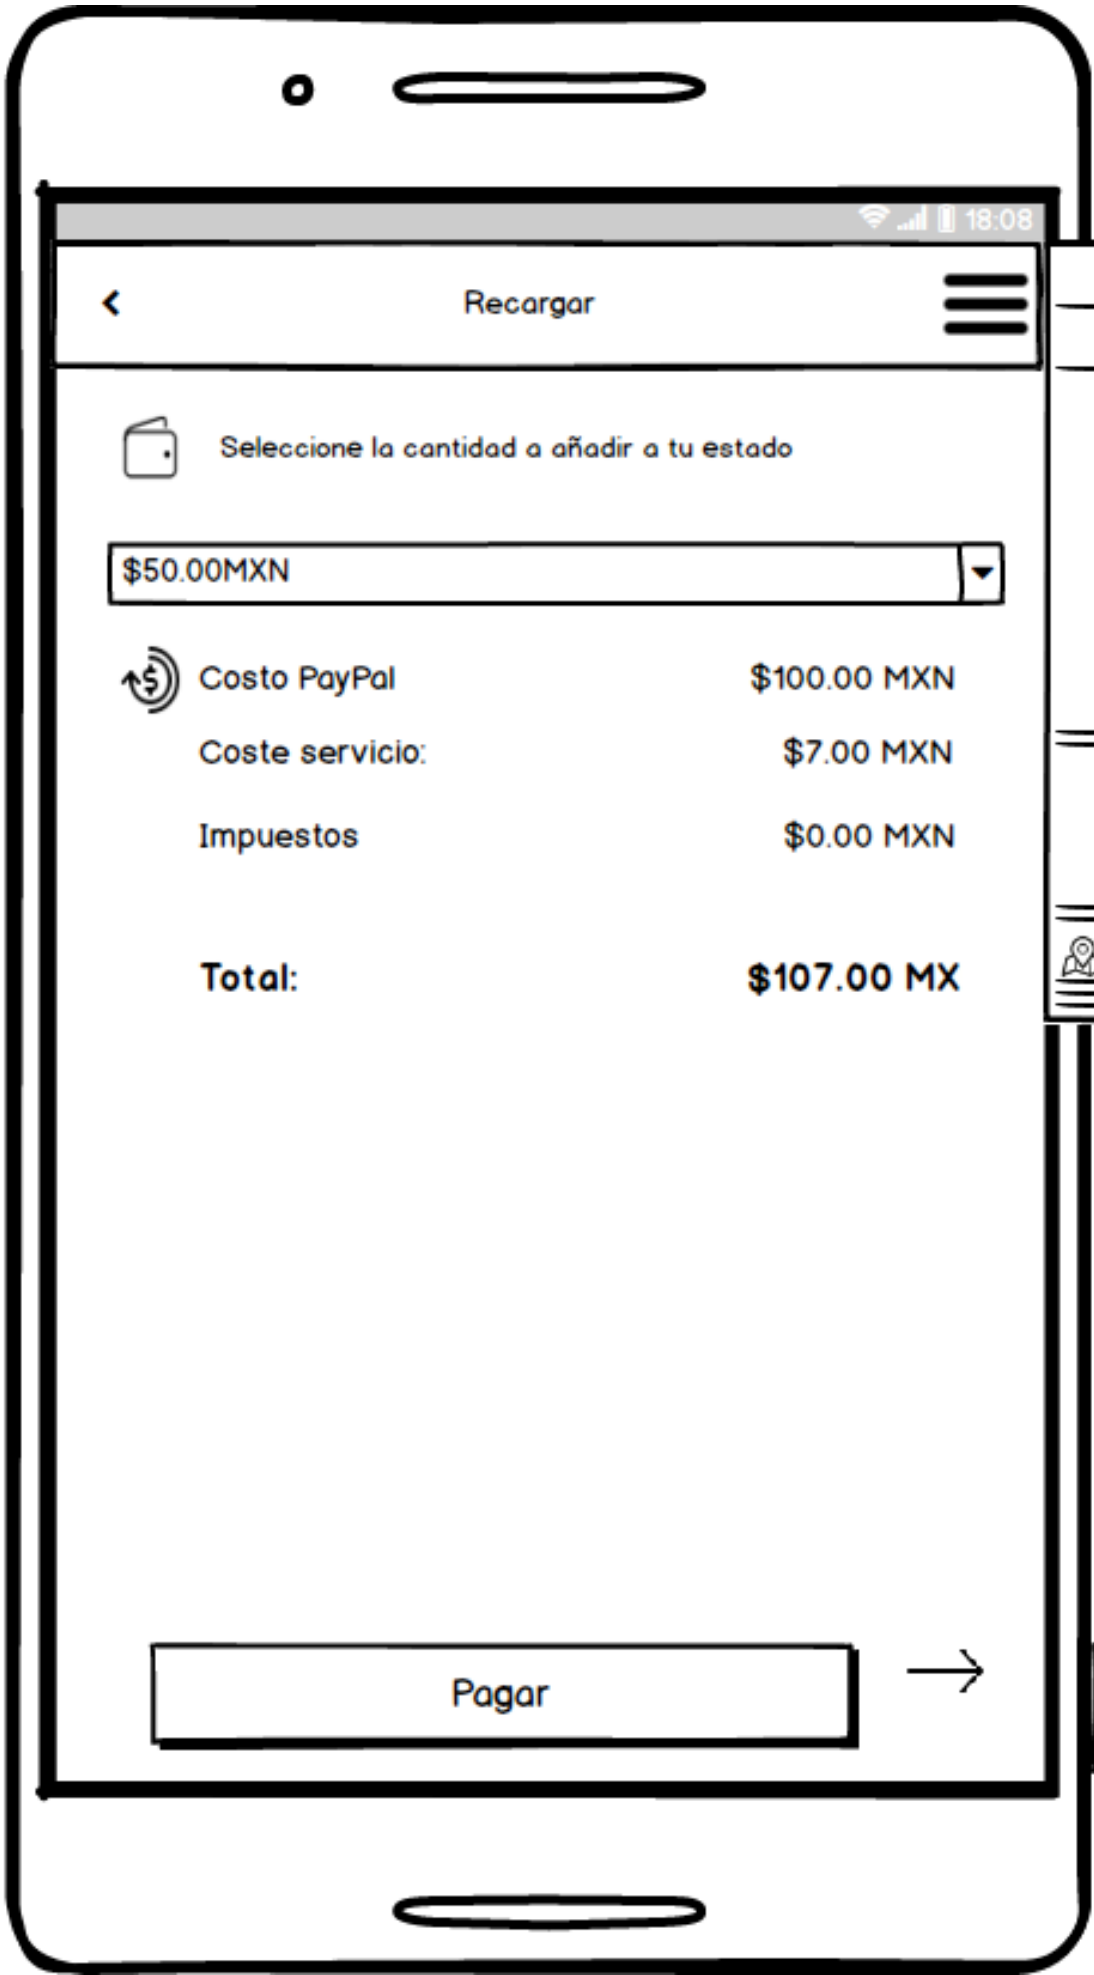 18:08
Recargar
Seleccione la cantidad a añadir a tu estado
$50.00MXN
Costo PayPal $100.00 MXN
Coste servicio: $7.00 MXN
Impuestos $0.00 MXN
Total: $107.00 MX
Pagar